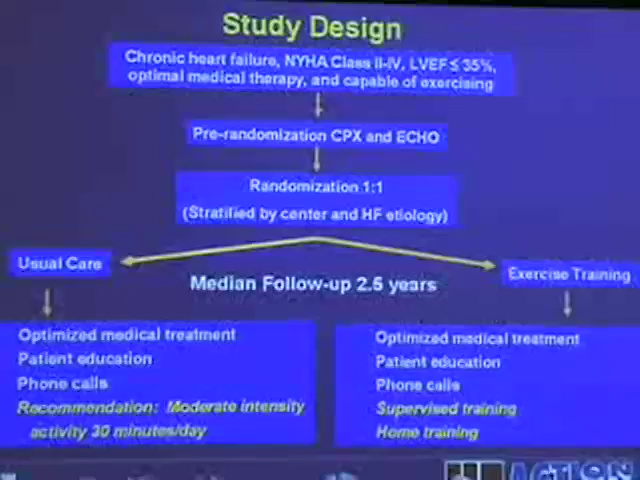 Study Design
Chronic heart failure, NYHA Class II-IV, LVEF ≤ 35%,
optimal medical therapy, and capable of exercising
Pre-randomization CPX and ECHO
Randomization 1:1
(Stratified by center and HF etiology)
Usual Care
Exercise Training
Median Follow-up 2.5 years
Optimized medical treatment
Patient education
Phone calls
Recommendation: Moderate intensity
activity 30 minutes/day
Optimized medical treatment
Patient education
Phone calls
Supervised training
Home training
ACTION